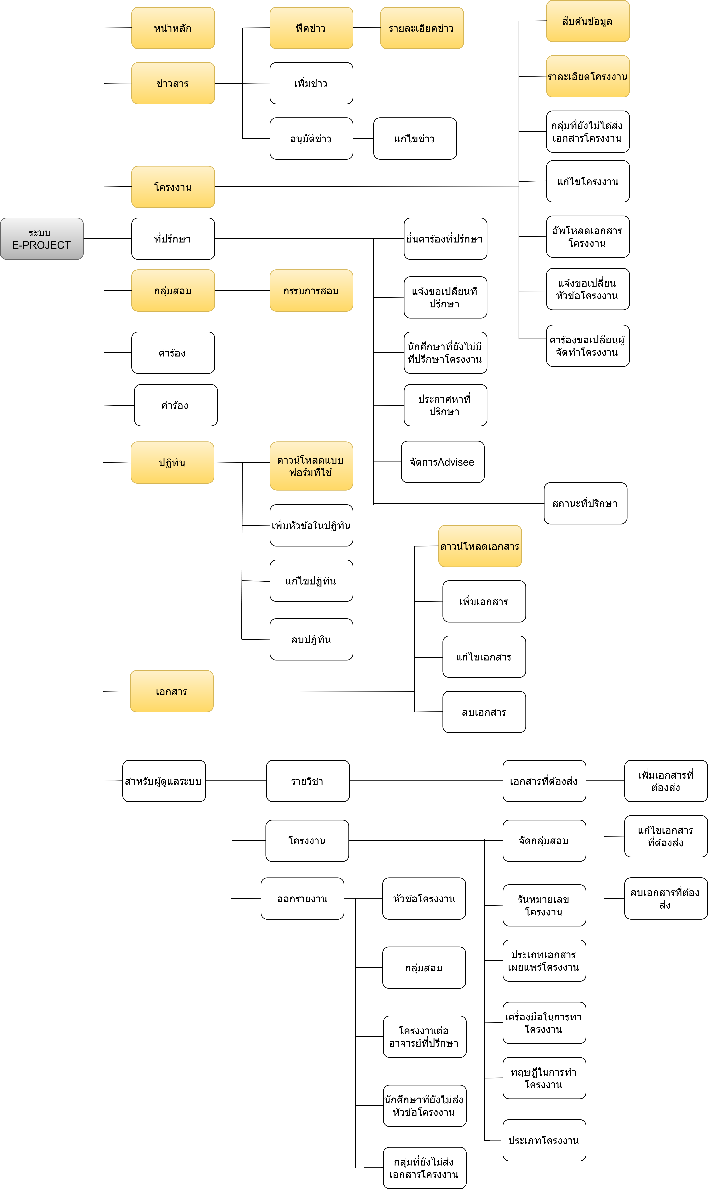 หน้าหลัก
ฟีดข่าว
รายละเอียดข่าว
สืบค้นข้อมูล
ข่าวสาร
เพิ่มข่าว
ราละเอียดโครงงาน
อนุมัติข่าว
แก้ไขข่าว
กลุ่มที่ยังไม่ได้ส่ง
เอกสารโครงงาน
โครงงาน
แก้ไขโครงงาน
ระบบ
E-PROJECT
ที่ปรึกษา
ยื่นคาร้องที่ปรึกษา
อัพโหลดเอกสาร
โครงงาน
กลุ่มสอบ
กรรมการสอบ
แจ้งขอเปลี่ยนที่
ปรึกษา
แจ้งขอเปลี่ยน
หัวข้อโครงงาน
คาร้อง
นักศึกษาที่ยังไม่มี
ที่ปรึกษาโครงงาน
คาร้องขอเปลี่ยนผู้
จัดทำโครงงาน
คำร้อง
ประกาศหาที่
ปรึกษา
ปฏิทิน
ดาวน์โหลดแบบ
ฟอร์มที่ใช้
จัดการAdvisee
เพิ่มหัวข้อในปฏิทิน
สถานะที่ปรึกษา
ดาวน์โหลดเอกสาร
แก้ไขปฏิทิน
เพิ่มเอกสาร
ลบปฏิทิน
แก้ไขเอกสาร
เอกสาร
ลบเอกสาร
สาหรับผู้ดูแลระบบ
รายวิชา
เอกสารที่ต้องส่ง
เพิ่มเอกสารที่
ต้องส่ง
โครงงาน
จัดกลุ่มสอบ
แก้ไขเอกสาร
ที่ต้องส่ง
ออกรายงาน
หัวข้อโครงงาน
รันหมายเลข
โครงงาน
ลบเอกสารที่ต้อง
ส่ง
กลุ่มสอบ
ประเภทเอกสาร
เผยแพร่โครงงาน
โครงงานต่อ
อาจารย์ที่ปรึกษา
เครื่องมือในการทา
โครงงาน
ทฤษฎีในการทำ
โครงงาน
นักศึกษาที่ยังไม่ส่ง
หัวข้อโครงงาน
ประเภทโครงงาน
กลุ่มที่ยังไม่ส่ง
เอกสารโครงงาน